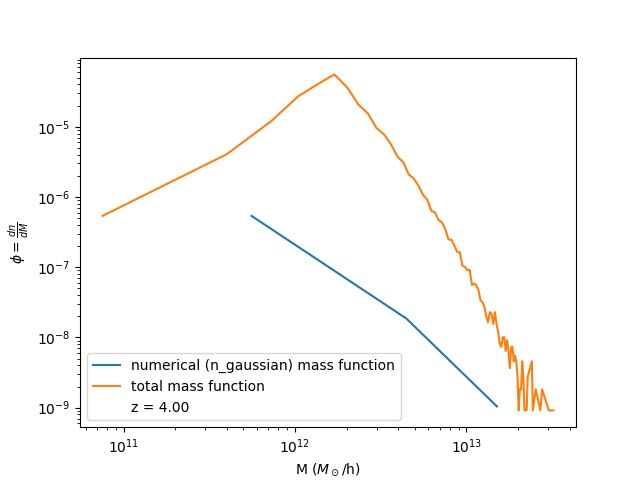 10⁻⁵
10⁻⁶
10⁻⁷
10⁻⁸
10⁻⁹
ϕ = dn/dM
numerical (n_gaussian) mass function
total mass function
z = 4.00
10¹¹ 10¹² 10¹³
M (M_⊙/h)